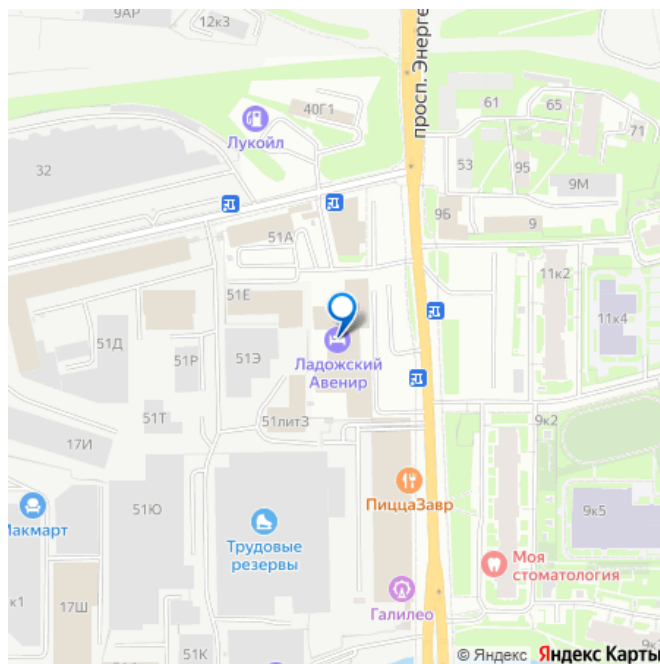 9АР
12к3
просп. Энерге
40Г1
Лукойл
61
65
71
53
95
32
9М
9Б
9
51А
11к2
51Е
11к4
51Д
51Р
51Э
Ладожский
Авенир
51Т
51лит3
9к2
17И
ПиццаЗавр
51Ю
9к5
Макмарт
Трудовые
резервы
Моя
стоматология
к1
17Ш
Галилео
51К
9к
© Яндекс Яндекс Карты